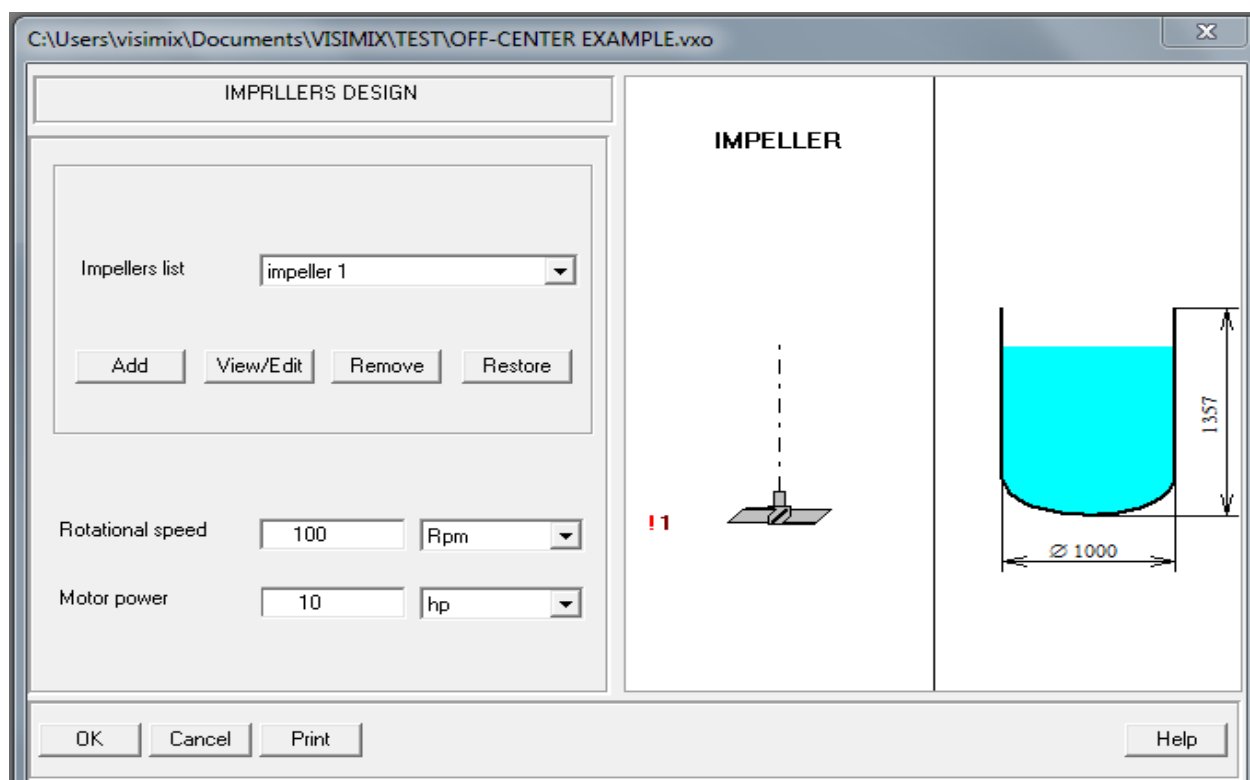 C:\Users\visimix\Documents\VISIMIX\TEST\OFF-CENTER EXAMPLE.vxo
IMPRLLERS DESIGN
Impellers list
impeller 1
Add
View/Edit
Remove
Restore
Rotational speed
100
Rpm
Motor power
10
hp
IMPELLER
!1
1357
∅ 1000
OK
Cancel
Print
Help